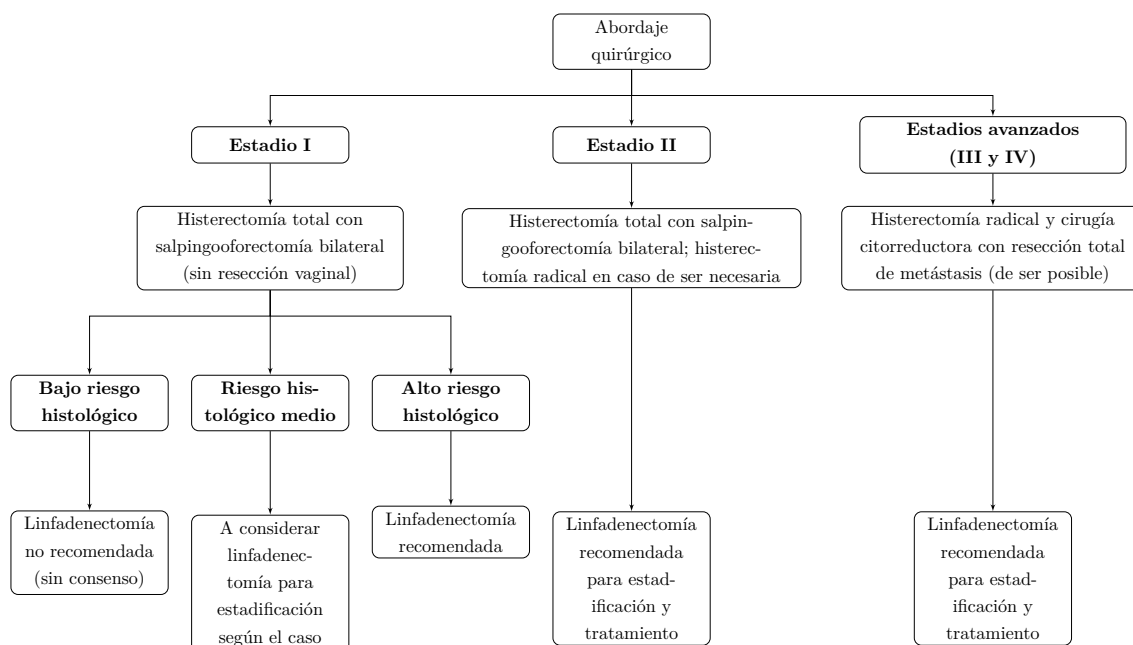 Abordaje
quirúrgico
Estadio I
Estadio II
Estadios avanzados
(III y IV)
Histerectomía total con
salpingooforectomía bilateral
(sin resección vaginal)
Histerectomía total con salpin-
gooforectomía bilateral; histerec-
tomía radical en caso de ser necesaria
Histerectomía radical y cirugía
citorreductora con resección total
de metástasis (de ser posible)
Bajo riesgo
histológico
Riesgo his-
tológico medio
Alto riesgo
histológico
Linfadenectomía
no recomendada
(sin consenso)
A considerar
linfadenec-
tomía para
estadificación
según el caso
Linfadenectomía
recomendada
Linfadenectomía
recomendada
para estad-
ificación y
tratamiento
Linfadenectomía
recomendada
para estad-
ificación y
tratamiento